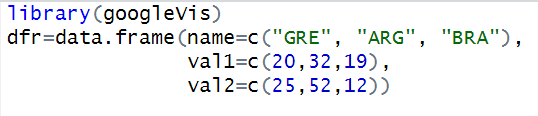 library(googleVis)
dfr=data.frame(name=c("GRE", "ARG", "BRA"),
               val1=c(20,32,19),
               val2=c(25,52,12))